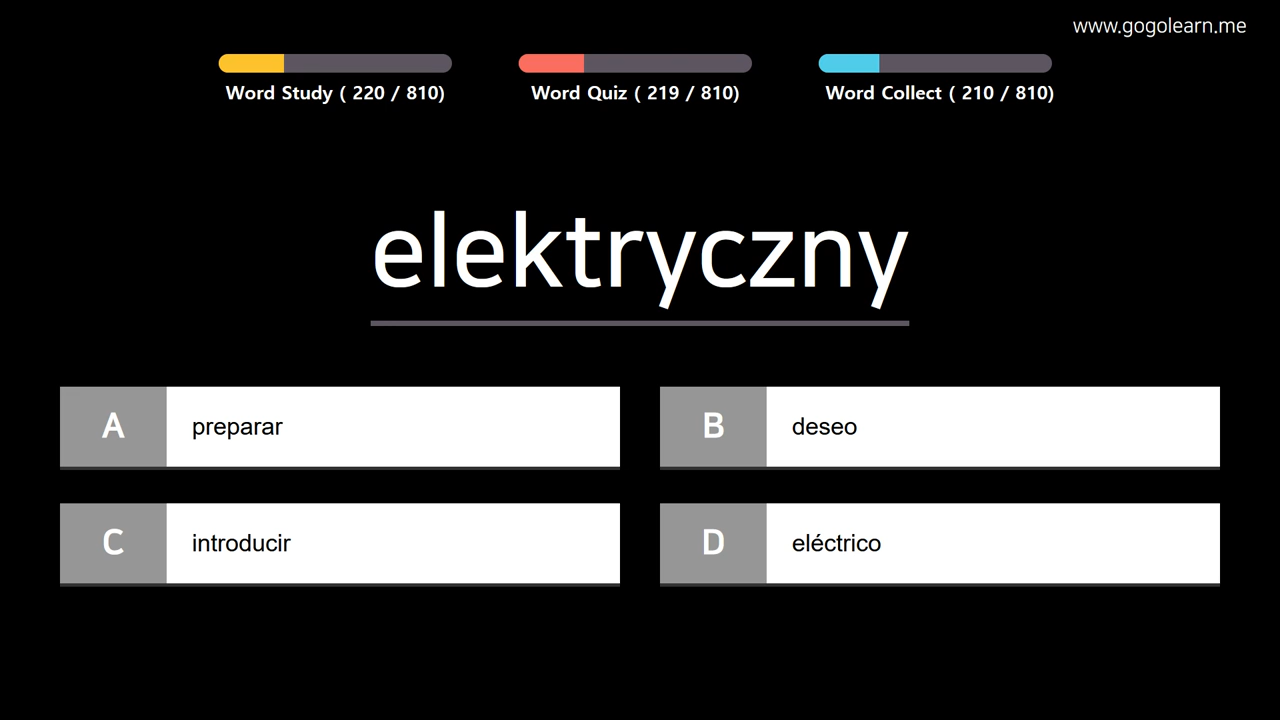 www.gogolearn.me
Word Study ( 220 / 810)
Word Quiz ( 219 / 810)
Word Collect ( 210 / 810)
elektryczny
A preparar
B deseo
C introducir
D eléctrico